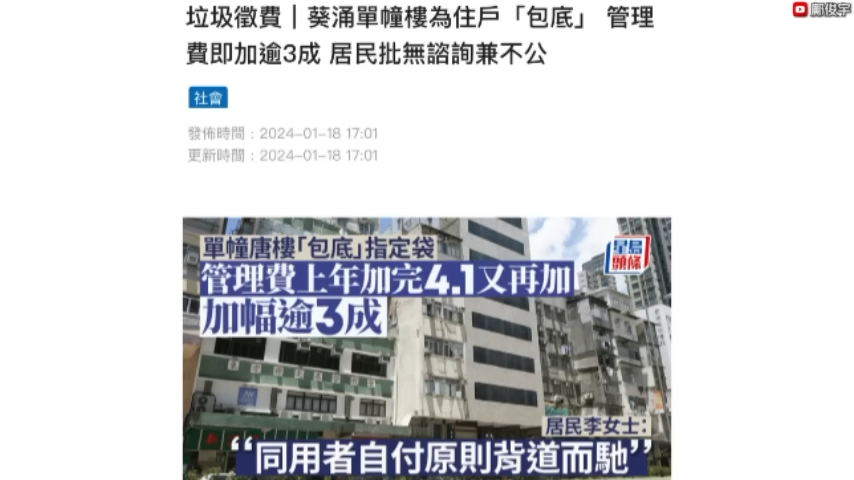 鄺俊宇
垃圾徵費｜葵涌單幢樓為住戶「包底」 管理
費即加逾3成 居民批無諮詢兼不公
社會
發佈時間：2024-01-18 17:01
更新時間：2024-01-18 17:01
星島
頭條
單幢唐樓「包底」指定袋
管理費上年加完4.1又再加
加幅逾3成
居民李女士：
“同用者自付原則背道而馳”